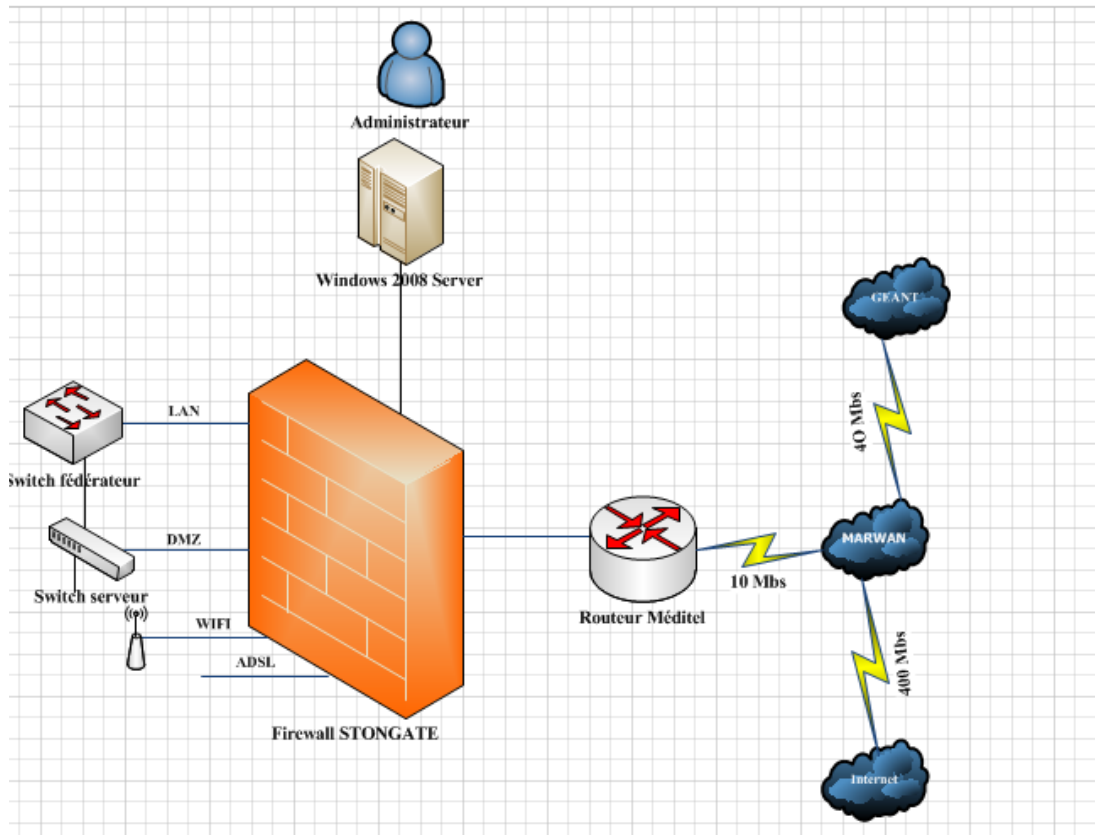 Administrateur
Windows 2008 Server
GEANT
4O Mbs
LAN
Switch fédérateur
DMZ
MARWAN
10 Mbs
Switch serveur
Routeur Méditel
WIFI
ADSL
400 Mbs
Firewall STONGATE
Internet